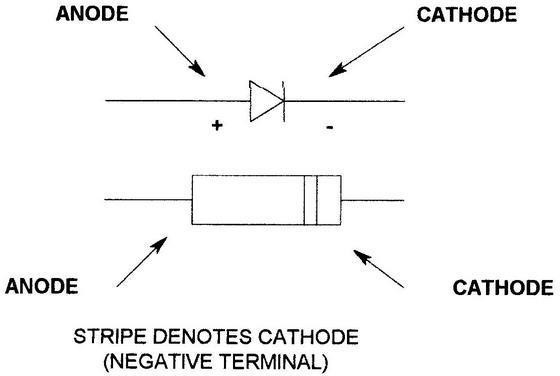 ANODE
CATHODE
+
-
ANODE
CATHODE
STRIPE DENOTES CATHODE
(NEGATIVE TERMINAL)